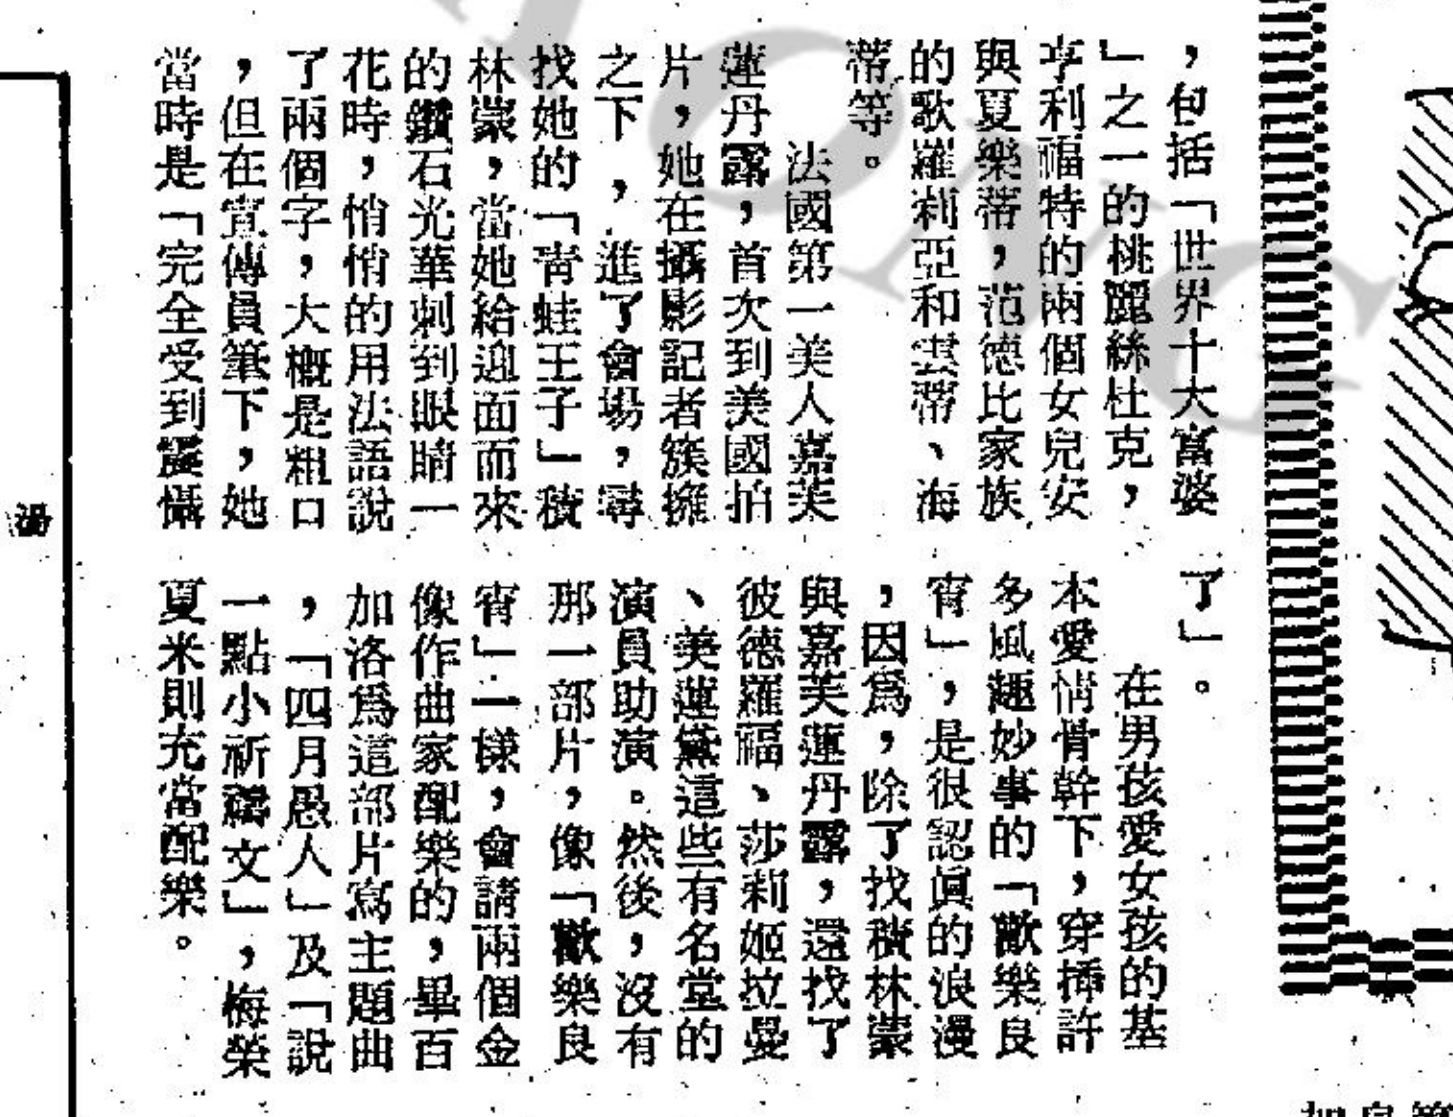 ，包括「世界十大富婆
」之一的桃麗絲杜克，
亨利福特的兩個女兒安
與夏樂蒂，范德比家族
的歌羅莉亞和雲蒂、海
蒂等。
法國第一美人嘉芙
蓮丹露，首次到美國拍
片，她在攝影記者簇擁
之下，進了會場，尋
找她的「青蛙王子」積
林蒙，當她給迎面而來
的鑽石光華刺到眼睛一
花時，悄悄的用法語說
了兩個字，大概是粗口
，但在宣傳員筆下，她
當時是「完全受到震懾
了」。
在男孩愛女孩的基
本愛情骨幹下，穿插許
多風趣妙事的「歡樂良
宵」，是很認眞的浪漫
，因爲，除了找積林蒙
與嘉芙蓮丹露，還找了
彼德羅福、莎莉姬拉曼
、美蓮黛這些有名堂的
演員助演。然後，沒有
那一部片，像「歡樂良
宵」一樣，會請兩個金
像作曲家配樂的，畢百
加洛爲這部片寫主題曲
，「四月愚人」及「說
一點小祈禱文」，梅榮
夏米則充當配樂。
湯